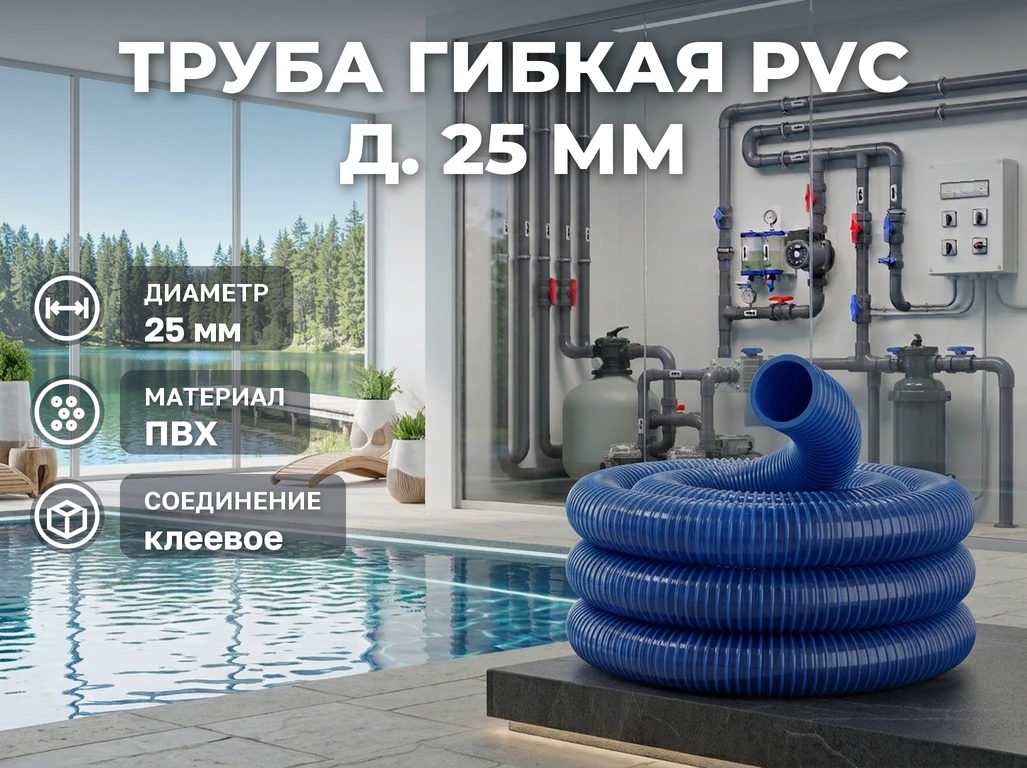 ТРУБА ГИБКАЯ PVC
Д. 25 ММ
ДИАМЕТР
25 мм
МАТЕРИАЛ
ПВХ
СОЕДИНЕНИЕ
клеевое